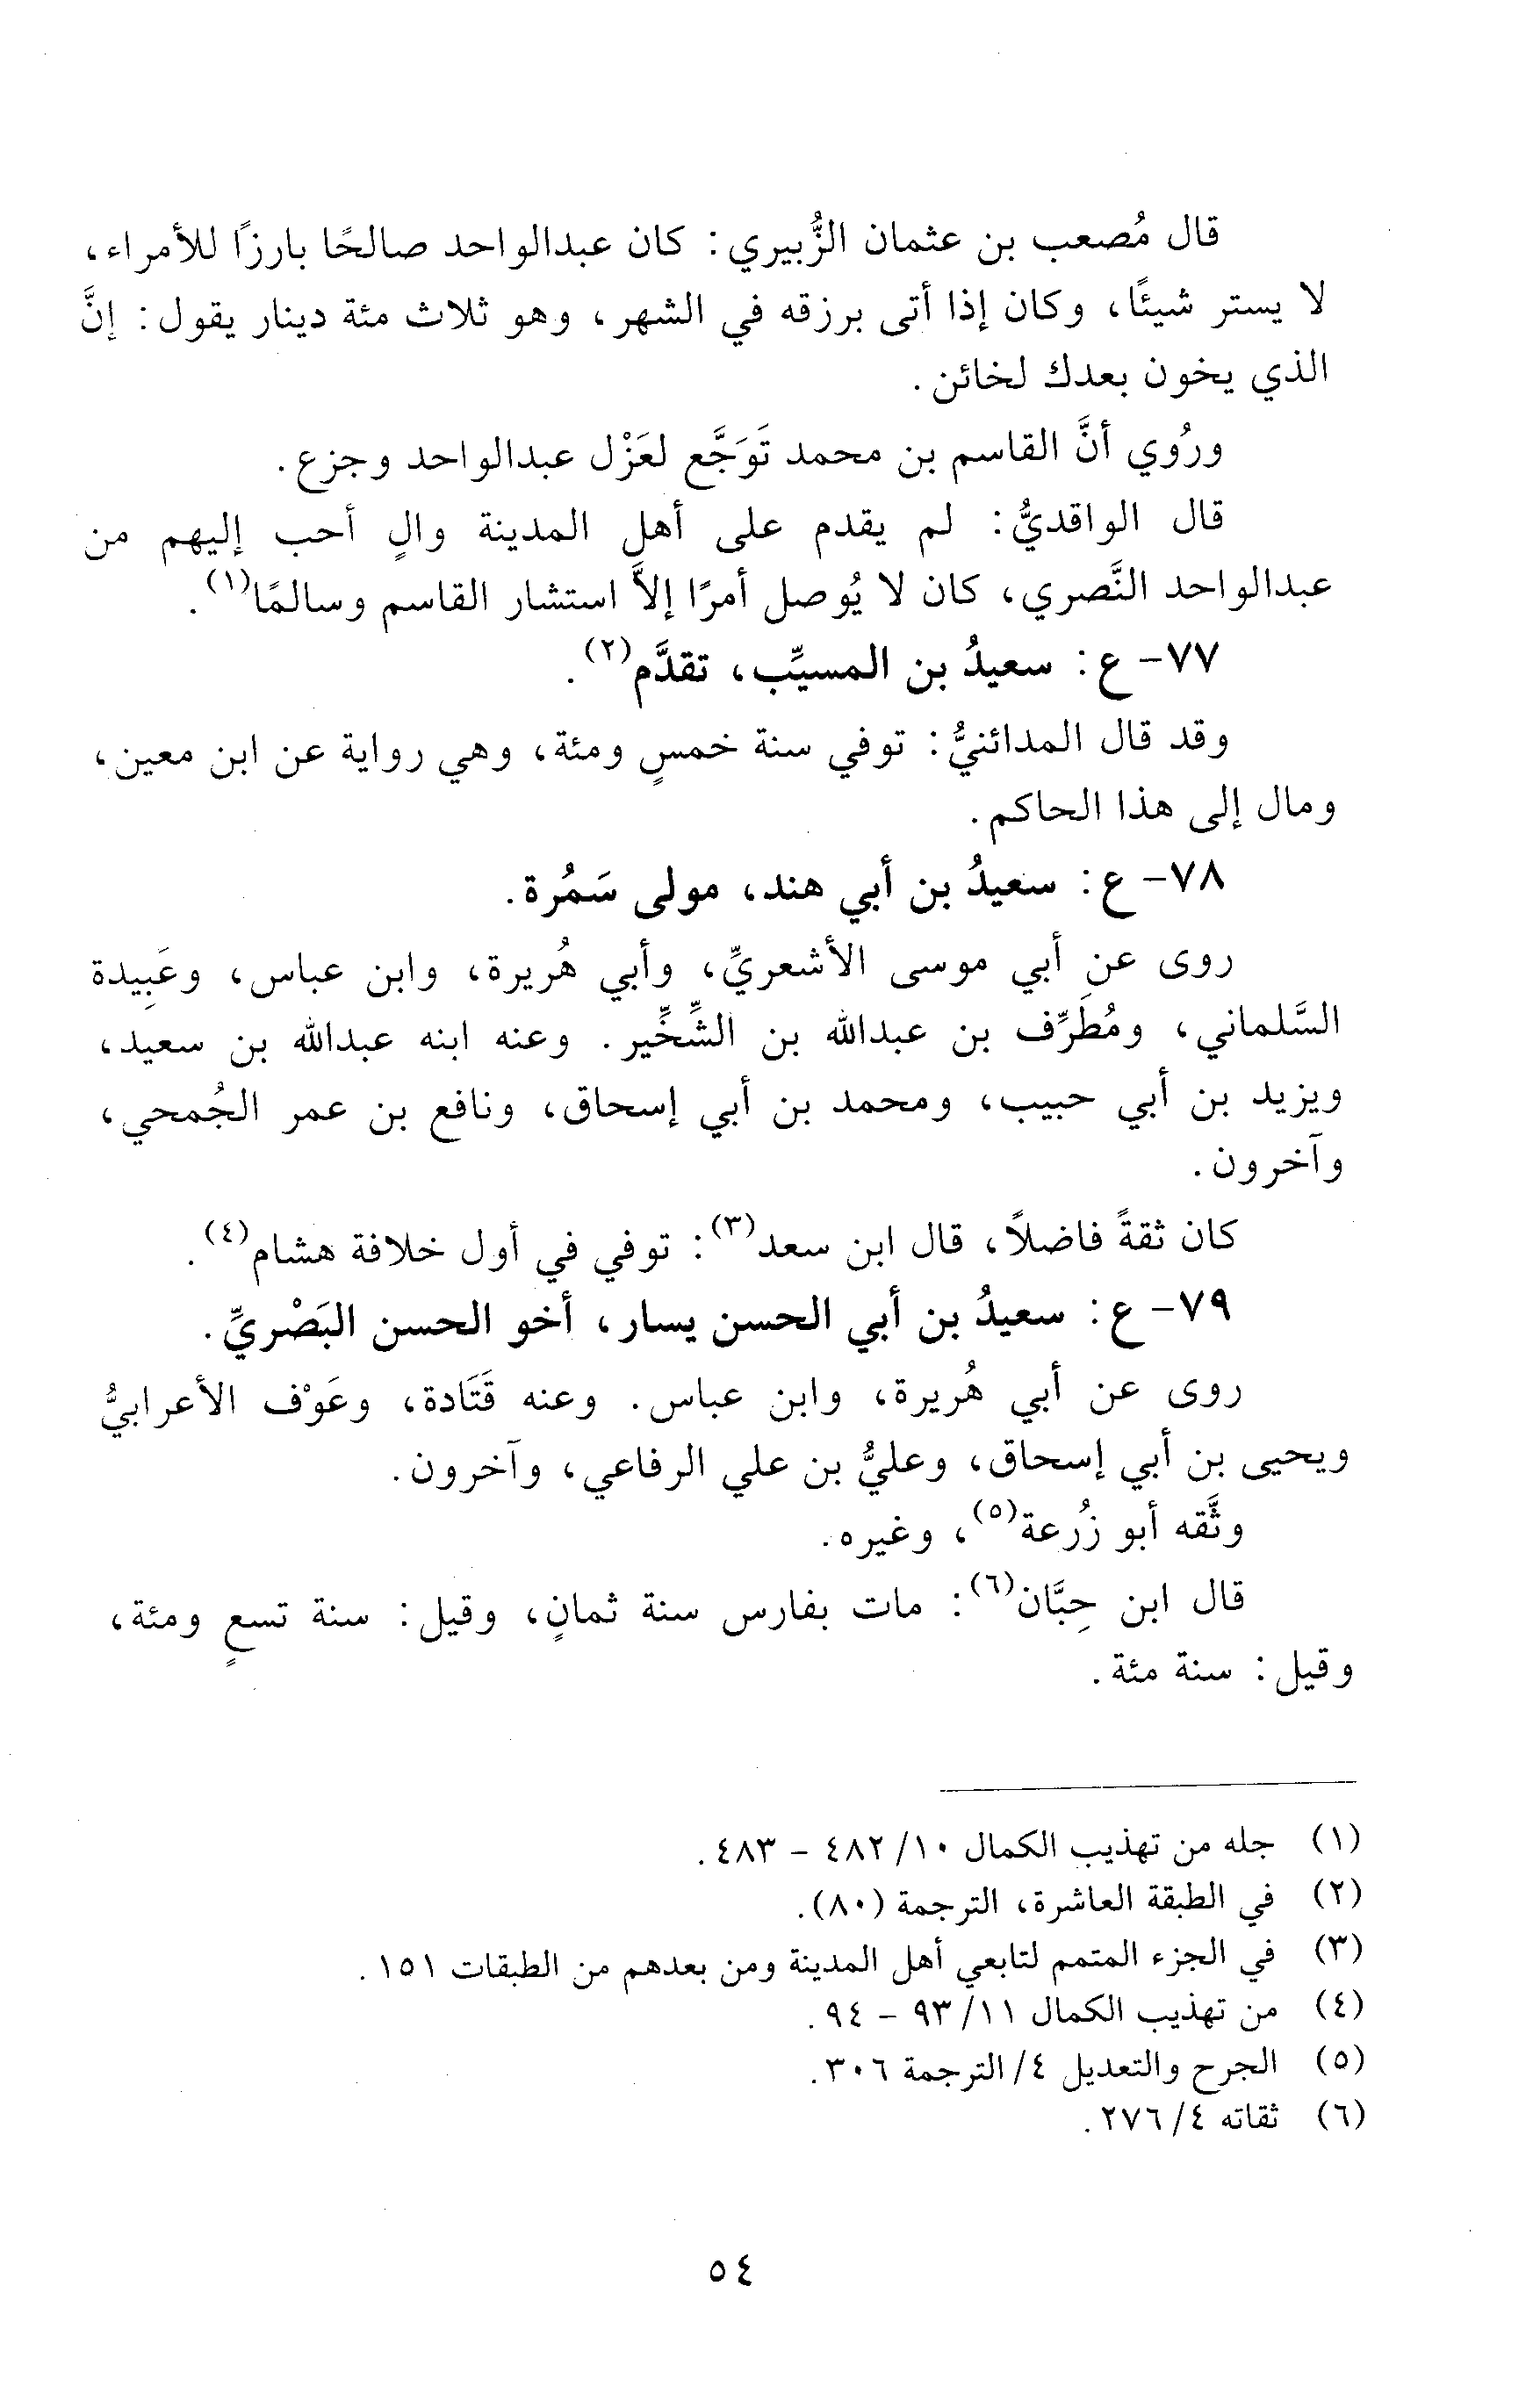 قال مُصعب بن عثمان الزُّبيري: كان عبدالواحد صالحًا بارزًا للأمراء،
لا يستر شيئًا، وكان إذا أتى برزقه في الشهر، وهو ثلاث مئة دينار يقول: إنَّ
الذي يخون بعدك لخائن.
ورُوي أنَّ القاسم بن محمد تَوَجَّع لعَزْل عبدالواحد وجزع.
قال الواقديُّ: لم يقدم على أهل المدينة والٍ أحب إليهم من
عبدالواحد النَّصري، كان لا يُوصل أمرًا إلاَّ استشار القاسم وسالمًا(١).
٧٧- ع: سعيدُ بن المسيِّب، تقدَّم(٢).
وقد قال المدائنيُّ: توفي سنة خمسٍ ومئة، وهي رواية عن ابن معين،
ومال إلى هذا الحاكم.
٧٨- ع: سعيدُ بن أبي هند، مولى سَمُرة.
روى عن أبي موسى الأشعريِّ، وأبي هُريرة، وابن عباس، وعَبِيدة
السَّلماني، ومُطَرِّف بن عبدالله بن الشِّخِّير. وعنه ابنه عبدالله بن سعيد،
ويزيد بن أبي حبيب، ومحمد بن أبي إسحاق، ونافع بن عمر الجُمحي،
وآخرون.
كان ثقةً فاضلاً، قال ابن سعد(٣): توفي في أول خلافة هشام(٤).
٧٩- ع: سعيدُ بن أبي الحسن يسار، أخو الحسن البَصْريِّ.
روى عن أبي هُريرة، وابن عباس. وعنه قَتَادة، وعَوْف الأعرابيُّ
ويحيى بن أبي إسحاق، وعليُّ بن علي الرفاعي، وآخرون.
وثَّقه أبو زُرعة(٥)، وغيره.
قال ابن حِبَّان(٦): مات بفارس سنة ثمانٍ، وقيل: سنة تسعٍ ومئة،
وقيل: سنة مئة.
(١) جله من تهذيب الكمال ١٠/ ٤٨٢ - ٤٨٣.
(٢) في الطبقة العاشرة، الترجمة (٨٠).
(٣) في الجزء المتمم لتابعي أهل المدينة ومن بعدهم من الطبقات ١٥١.
(٤) من تهذيب الكمال ١١/ ٩٣ - ٩٤.
(٥) الجرح والتعديل ٤/ الترجمة ٣٠٦.
(٦) ثقاته ٤/ ٢٧٦.
٥٤